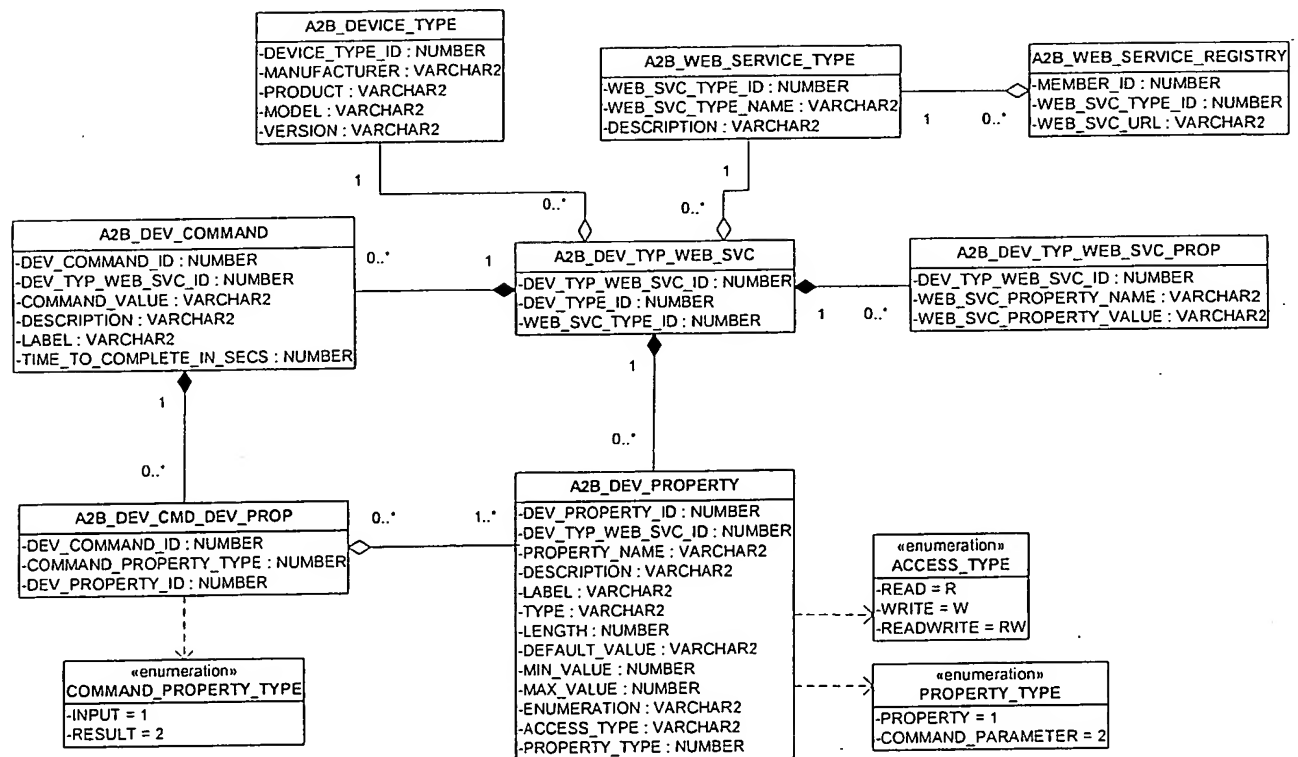 A2B_DEVICE_TYPE
-DEVICE_TYPE_ID : NUMBER
-MANUFACTURER : VARCHAR2
-PRODUCT : VARCHAR2
-MODEL : VARCHAR2
-VERSION : VARCHAR2
A2B_WEB_SERVICE_TYPE
-WEB_SVC_TYPE_ID : NUMBER
-WEB_SVC_TYPE_NAME : VARCHAR2
-DESCRIPTION : VARCHAR2
A2B_WEB_SERVICE_REGISTRY
-MEMBER_ID : NUMBER
-WEB_SVC_TYPE_ID : NUMBER
-WEB_SVC_URL : VARCHAR2
1 0..*
1
0..*
1
0..*
A2B_DEV_COMMAND
-DEV_COMMAND_ID : NUMBER
-DEV_TYP_WEB_SVC_ID : NUMBER
-COMMAND_VALUE : VARCHAR2
-DESCRIPTION : VARCHAR2
-LABEL : VARCHAR2
-TIME_TO_COMPLETE_IN_SECS : NUMBER
0..* 1
A2B_DEV_TYP_WEB_SVC
-DEV_TYP_WEB_SVC_ID : NUMBER
-DEV_TYPE_ID : NUMBER
-WEB_SVC_TYPE_ID : NUMBER
1 0..*
A2B_DEV_TYP_WEB_SVC_PROP
-DEV_TYP_WEB_SVC_ID : NUMBER
-WEB_SVC_PROPERTY_NAME : VARCHAR2
-WEB_SVC_PROPERTY_VALUE : VARCHAR2
1
0..*
1
0..*
A2B_DEV_CMD_DEV_PROP
-DEV_COMMAND_ID : NUMBER
-COMMAND_PROPERTY_TYPE : NUMBER
-DEV_PROPERTY_ID : NUMBER
0..* 1..*
A2B_DEV_PROPERTY
-DEV_PROPERTY_ID : NUMBER
-DEV_TYP_WEB_SVC_ID : NUMBER
-PROPERTY_NAME : VARCHAR2
-DESCRIPTION : VARCHAR2
-LABEL : VARCHAR2
-TYPE : VARCHAR2
-LENGTH : NUMBER
-DEFAULT_VALUE : VARCHAR2
-MIN_VALUE : NUMBER
-MAX_VALUE : NUMBER
-ENUMERATION : VARCHAR2
-ACCESS_TYPE : VARCHAR2
-PROPERTY_TYPE : NUMBER
«enumeration»
ACCESS_TYPE
-READ = R
-WRITE = W
-READWRITE = RW
«enumeration»
COMMAND_PROPERTY_TYPE
-INPUT = 1
-RESULT = 2
«enumeration»
PROPERTY_TYPE
-PROPERTY = 1
-COMMAND_PARAMETER = 2